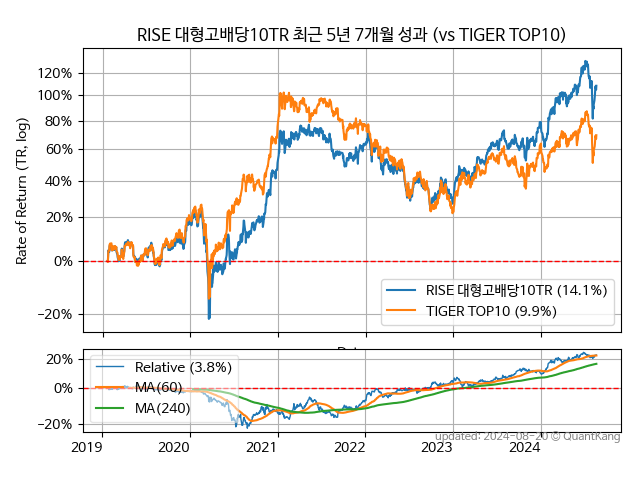 RISE 대형고배당10TR 최근 5년 7개월 성과 (vs TIGER TOP10)
Rate of Return (TR, log)
120%
100%
80%
60%
40%
20%
0%
−20%
RISE 대형고배당10TR (14.1%)
TIGER TOP10 (9.9%)
20%
0%
−20%
Relative (3.8%)
MA(60)
MA(240)
2019
2020
2021
2022
2023
2024
updated: 2024-08-20 © QuantKang